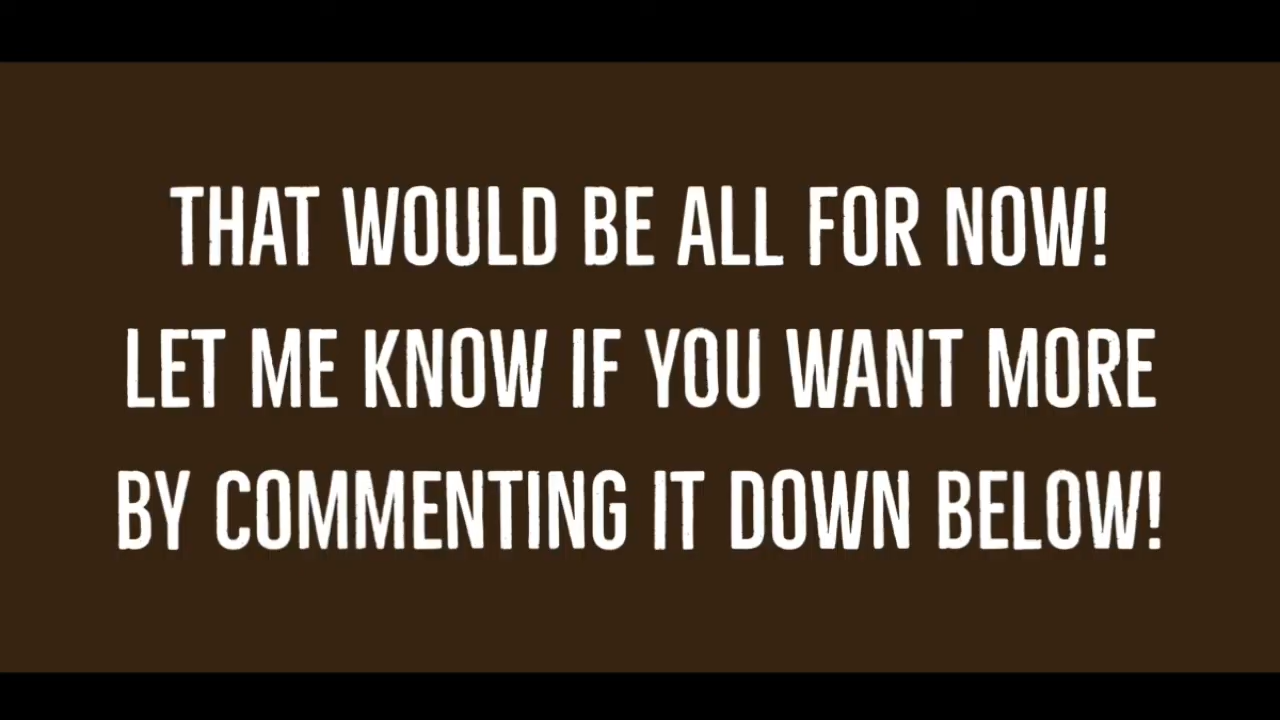 THAT WOULD BE ALL FOR NOW!
LET ME KNOW IF YOU WANT MORE
BY COMMENTING IT DOWN BELOW!